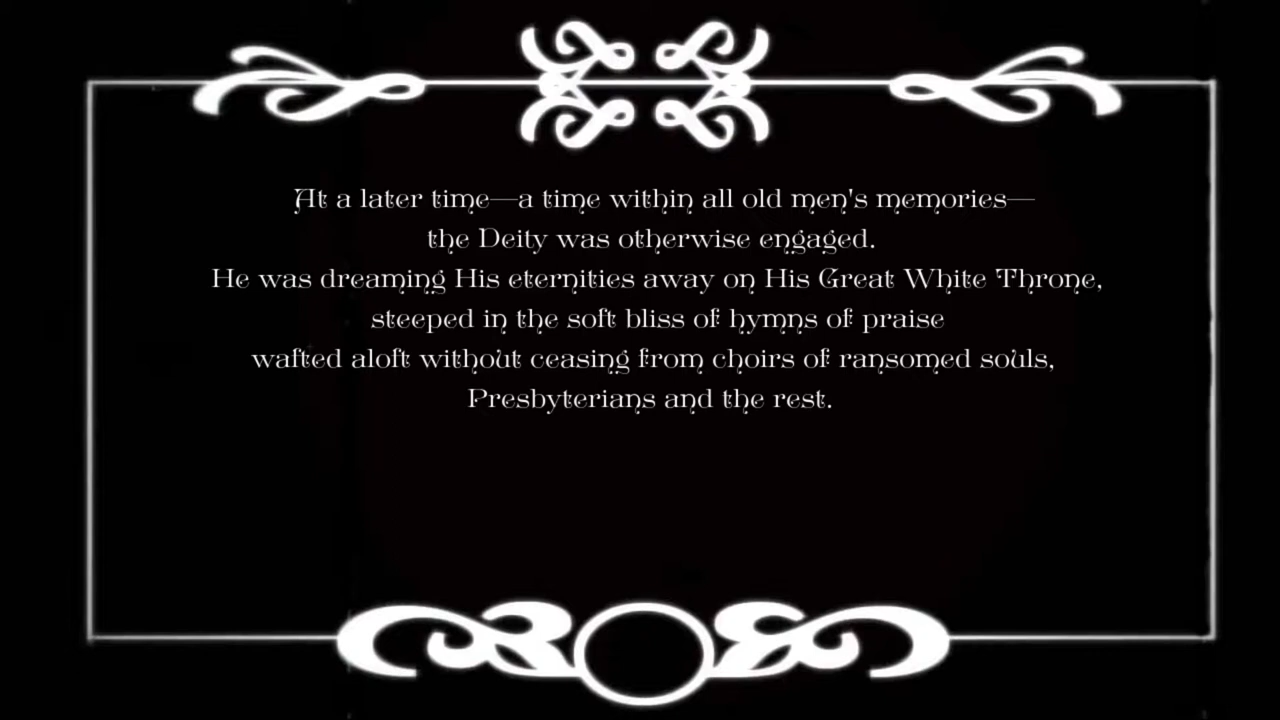 At a later time—a time within all old men's memories—
the Deity was otherwise engaged.
He was dreaming His eternities away on His Great White Throne,
steeped in the soft bliss of hymns of praise
wafted aloft without ceasing from choirs of ransomed souls,
Presbyterians and the rest.